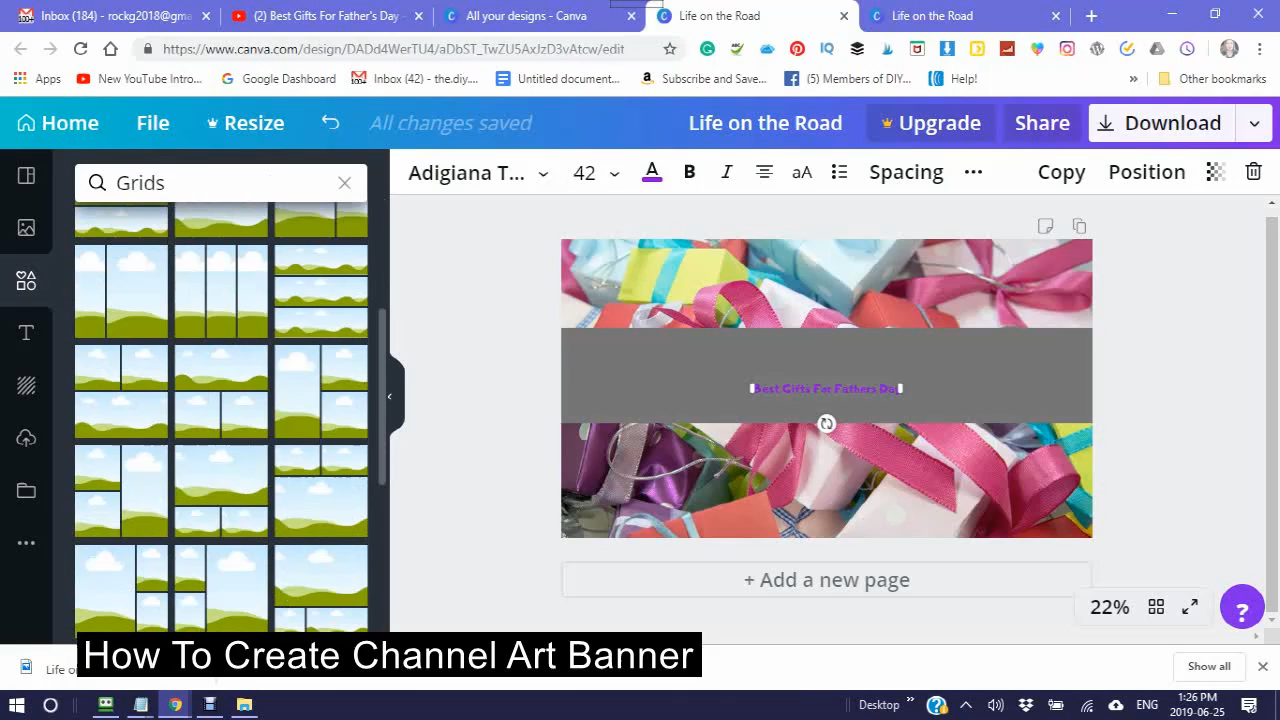 Inbox (184) - rockg2018@gma
(2) Best Gifts For Father's Day -
All your designs - Canva
Life on the Road
Life on the Road
https://www.canva.com/design/DADd4WerTU4/aDbST_TwZU5AxJzD3vAtcw/edit
Apps
New YouTube Intro...
Google Dashboard
Inbox (42) - the.diy....
Untitled document...
Subscribe and Save...
(5) Members of DIY...
Help!
»
Other bookmarks
Home
File
Resize
All changes saved
Life on the Road
Upgrade
Share
Download
Grids
Adigiana T...
42
A
B
I
aA
Spacing
Copy
Position
Best Gifts For Fathers Day
+ Add a new page
22%
?
How To Create Channel Art Banner
Life o
Show all
Desktop
»
ENG
1:26 PM
2019-06-25